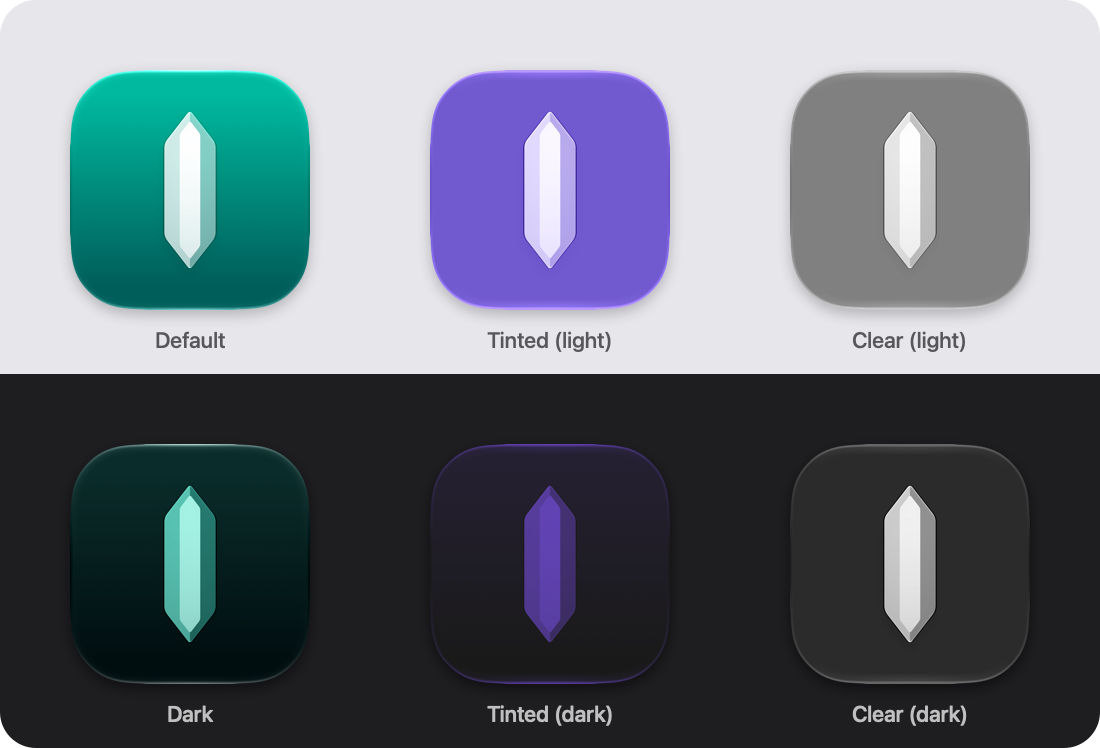 Default
Tinted (light)
Clear (light)
Dark
Tinted (dark)
Clear (dark)